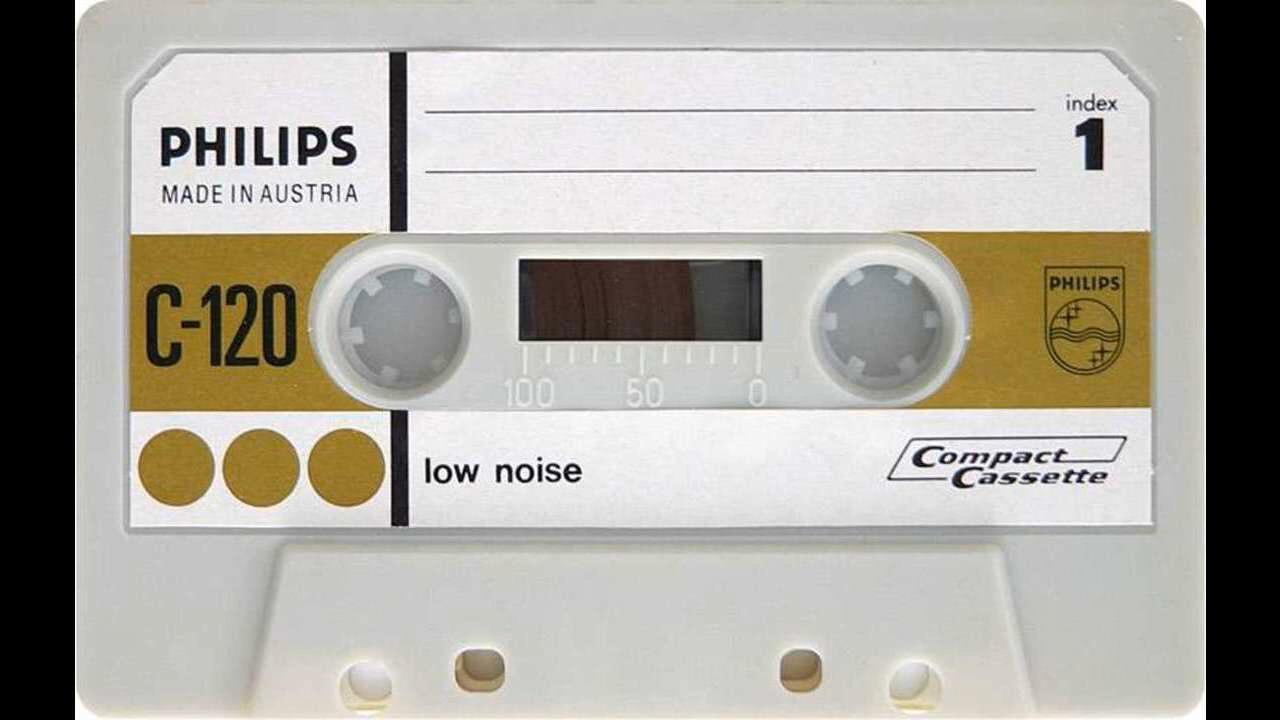 PHILIPS
MADE IN AUSTRIA
index
1
C-120
100 50 0
PHILIPS
low noise
Compact
Cassette